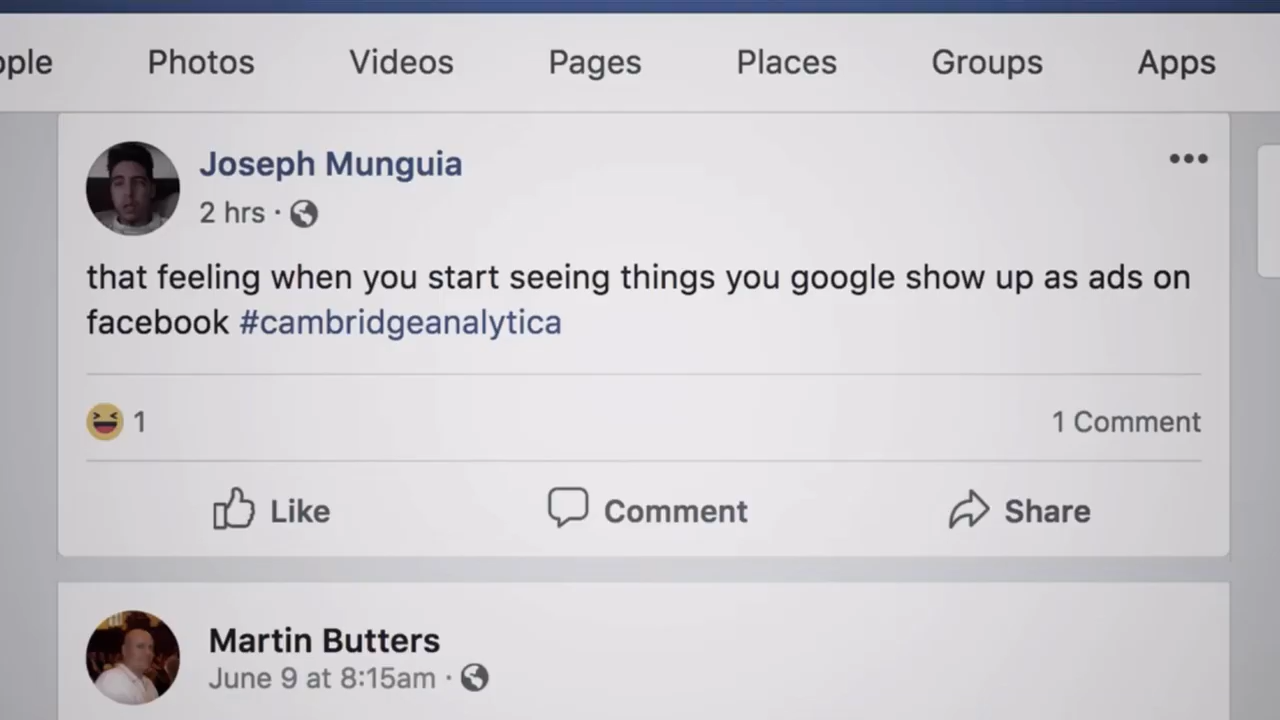 Photos Videos Pages Places Groups Apps
Joseph Munguia
2 hrs ·
that feeling when you start seeing things you google show up as ads on
facebook #cambridgeanalytica
1 1 Comment
Like Comment Share
Martin Butters
June 9 at 8:15am ·